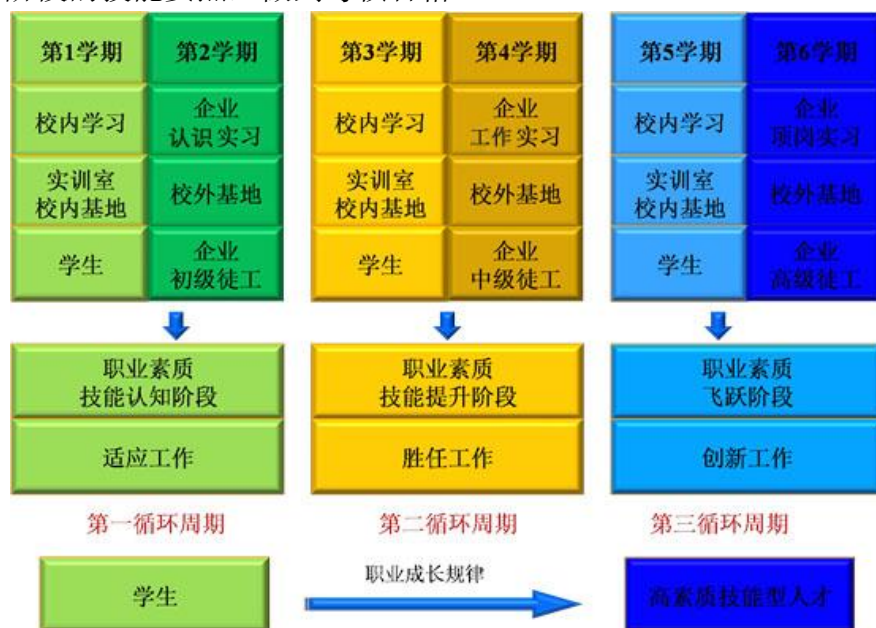 第1学期 第2学期 第3学期 第4学期 第5学期 第6学期
校内学习
企业
认识实习
校内学习
企业
工作实习
校内学习
企业
顶岗实习
实训室
校内基地
校外基地
实训室
校内基地
校外基地
实训室
校内基地
校外基地
学生
企业
初级徒工
学生
企业
中级徒工
学生
企业
高级徒工
职业素质
技能认知阶段
职业素质
技能提升阶段
职业素质
飞跃阶段
适应工作
胜任工作
创新工作
第一循环周期
第二循环周期
第三循环周期
学生
职业成长规律
高素质技能型人才